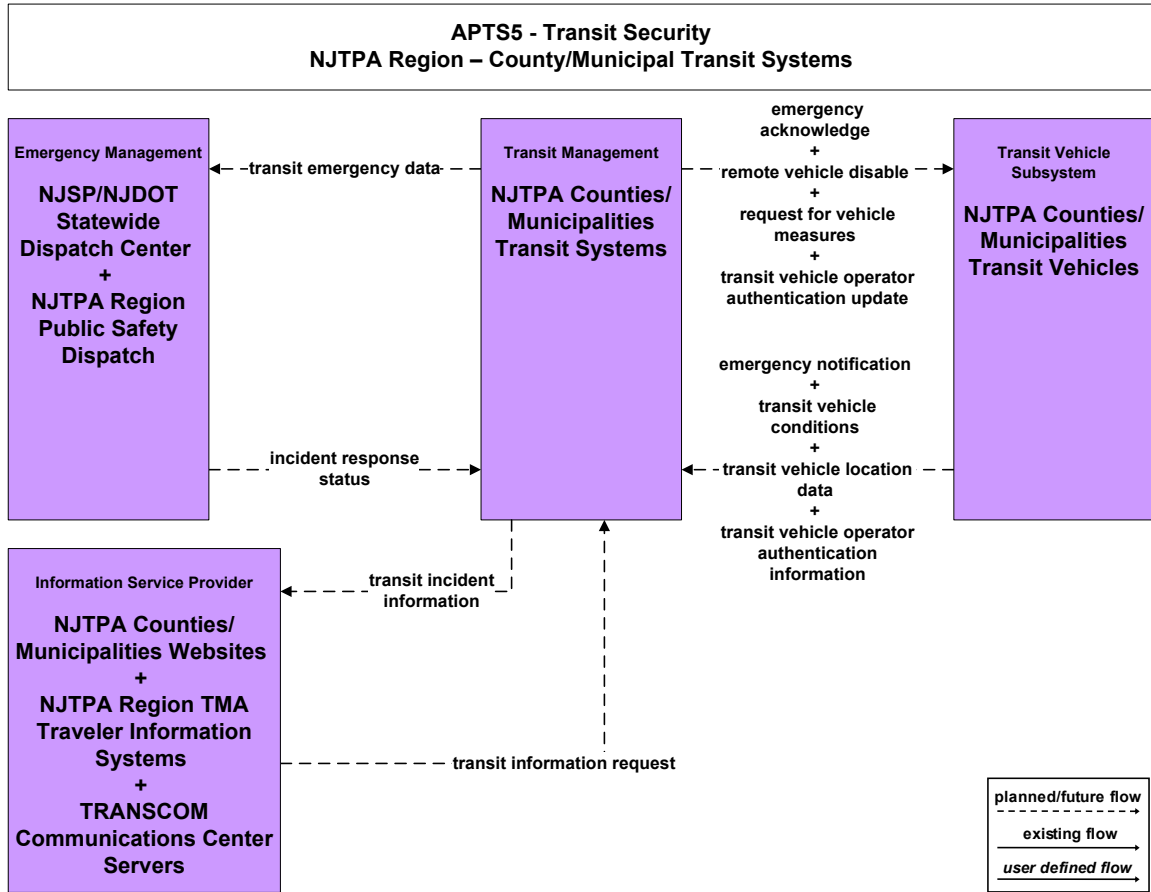 APTS5 - Transit Security
NJTPA Region – County/Municipal Transit Systems
Emergency Management
NJSP/NJDOT
Statewide
Dispatch Center
+
NJTPA Region
Public Safety
Dispatch
transit emergency data
incident response
status
Transit Management
NJTPA Counties/
Municipalities
Transit Systems
emergency
acknowledge
+
remote vehicle disable
+
request for vehicle
measures
+
transit vehicle operator
authentication update
emergency notification
+
transit vehicle
conditions
+
transit vehicle location
data
+
transit vehicle operator
authentication
information
Transit Vehicle
Subsystem
NJTPA Counties/
Municipalities
Transit Vehicles
Information Service Provider
NJTPA Counties/
Municipalities Websites
+
NJTPA Region TMA
Traveler Information
Systems
+
TRANSCOM
Communications Center
Servers
transit incident
information
transit information request
planned/future flow
existing flow
user defined flow